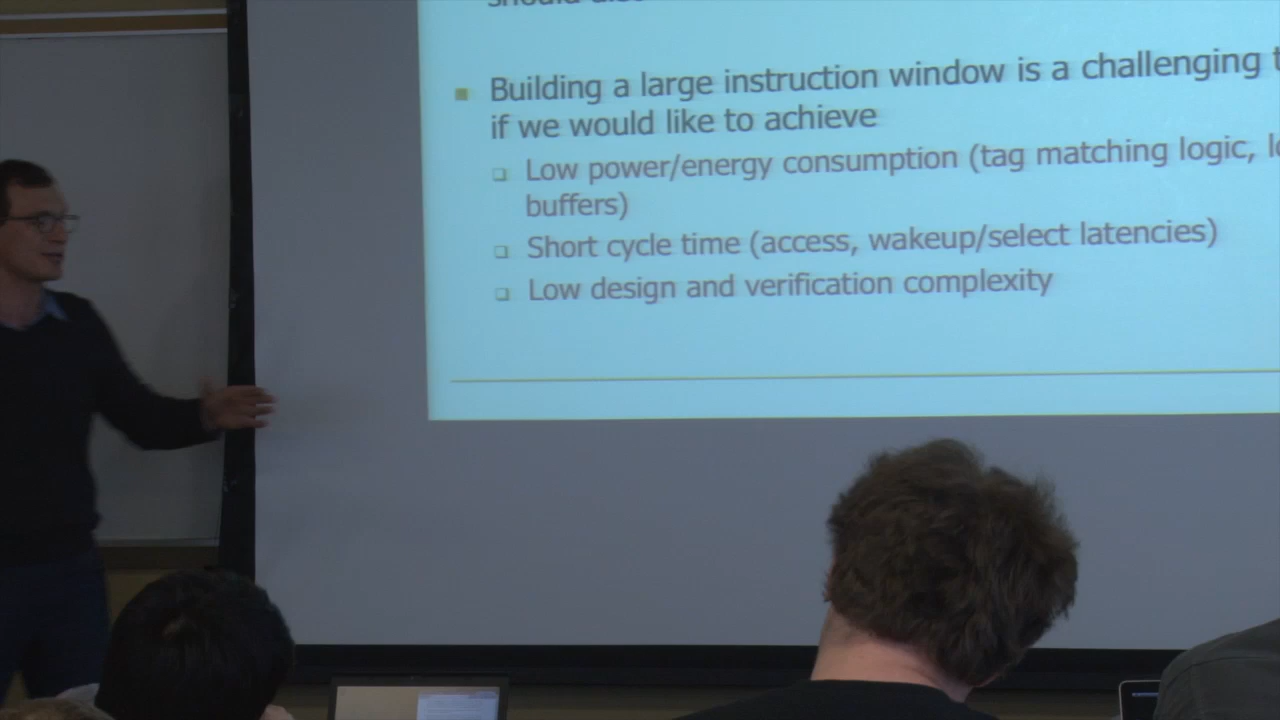 Building a large instruction window is a challenging
if we would like to achieve
Low power/energy consumption (tag matching logic,
buffers)
Short cycle time (access, wakeup/select latencies)
Low design and verification complexity